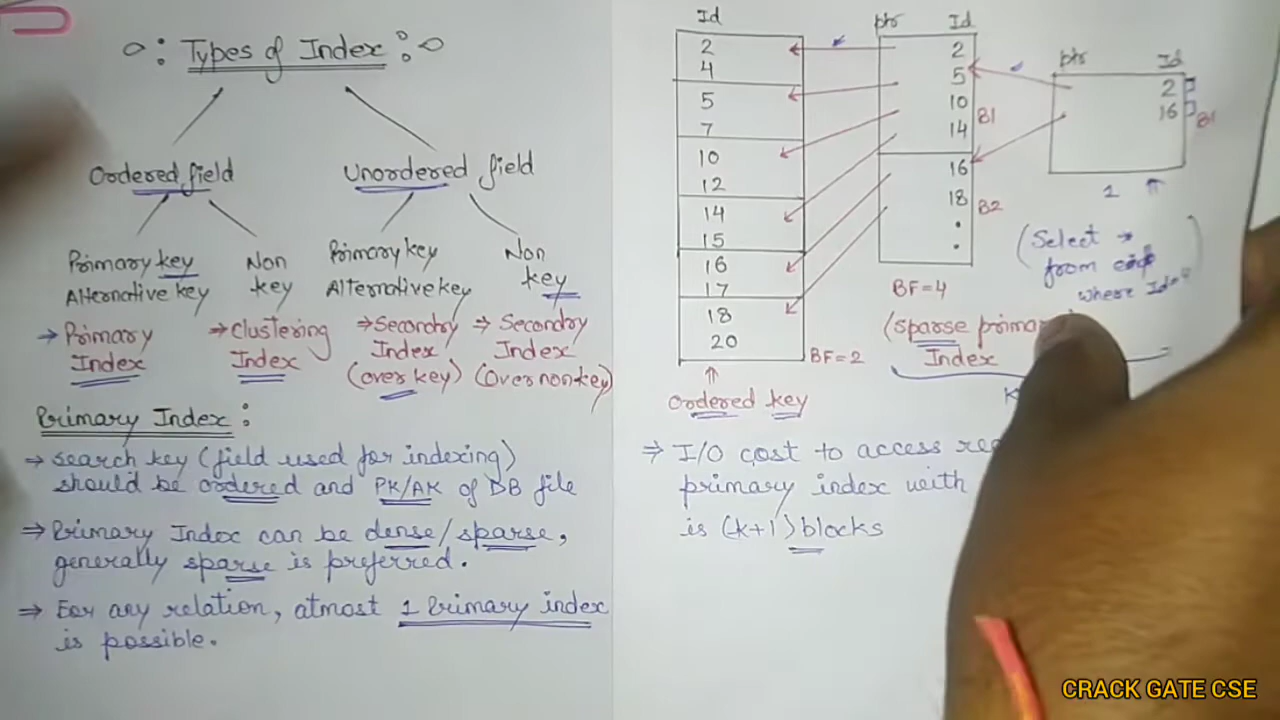 Types of Index
Ordered field
Unordered field
Primary key
Alternative key
Non
key
Primary key
Alternative key
Non
key
→ Primary
Index
⇒ Clustering
Index
⇒ Secondry
Index
(over key)
⇒ Secondry
Index
(Over nonkey)
Primary Index :
→ search key (field used for indexing)
should be ordered and PK/AK of DB file
⇒ Primary Index can be dense/sparse,
generally sparse is preferred.
⇒ For any relation, atmost 1 Primary index
is possible.
Id
2
4
5
7
10
12
14
15
16
17
18
20
BF=2
Ordered key
ptr Id
2
5
10
14
B1
16
18
B2
BF=4
(sparse
Index
ptr Id
2
16
B1
1
(Select *
from
where
⇒ I/O cost to access
primary index with
is (k+1) blocks
CRACK GATE CSE